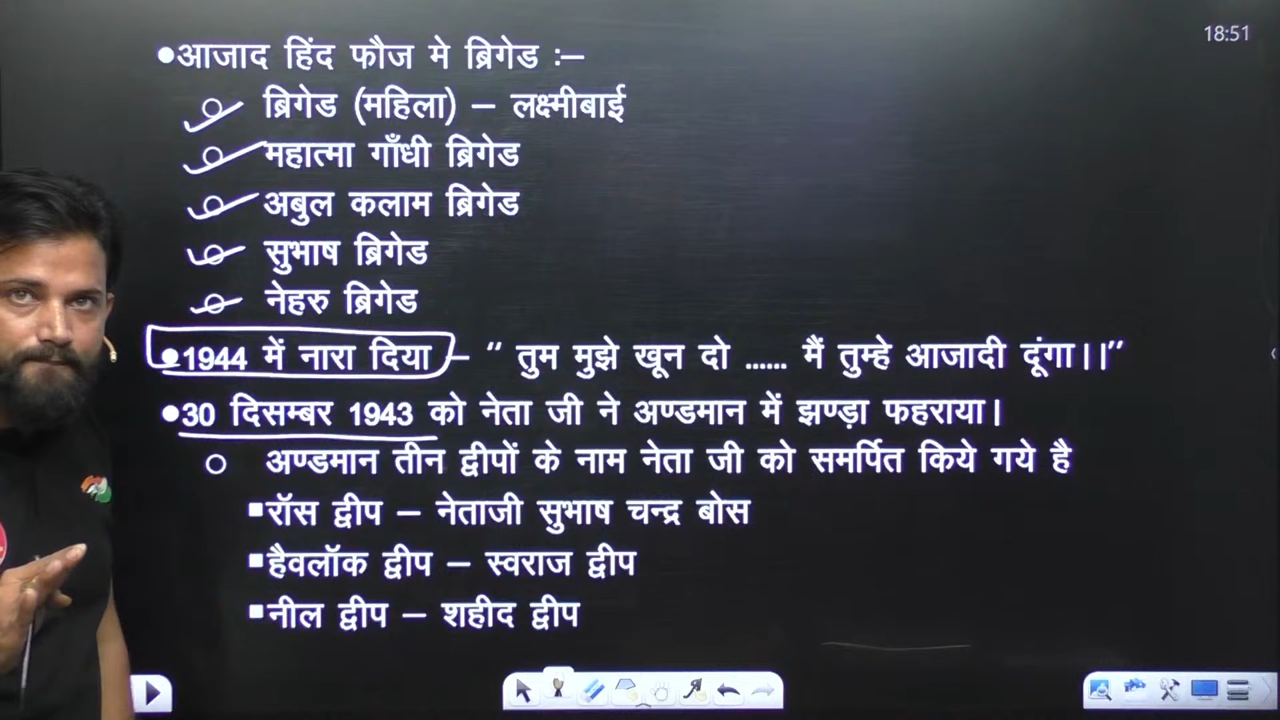 18:51
●आजाद हिंद फौज मे ब्रिगेड :–
○ ब्रिगेड (महिला) – लक्ष्मीबाई
○ महात्मा गाँधी ब्रिगेड
○ अबुल कलाम ब्रिगेड
○ सुभाष ब्रिगेड
○ नेहरु ब्रिगेड
●1944 में नारा दिया – “ तुम मुझे खून दो ...... मैं तुम्हे आजादी दूंगा।।”
●30 दिसम्बर 1943 को नेता जी ने अण्डमान में झण्ड़ा फहराया।
○ अण्डमान तीन द्वीपों के नाम नेता जी को समर्पित किये गये है
▪रॉस द्वीप – नेताजी सुभाष चन्द्र बोस
▪हैवलॉक द्वीप – स्वराज द्वीप
▪नील द्वीप – शहीद द्वीप